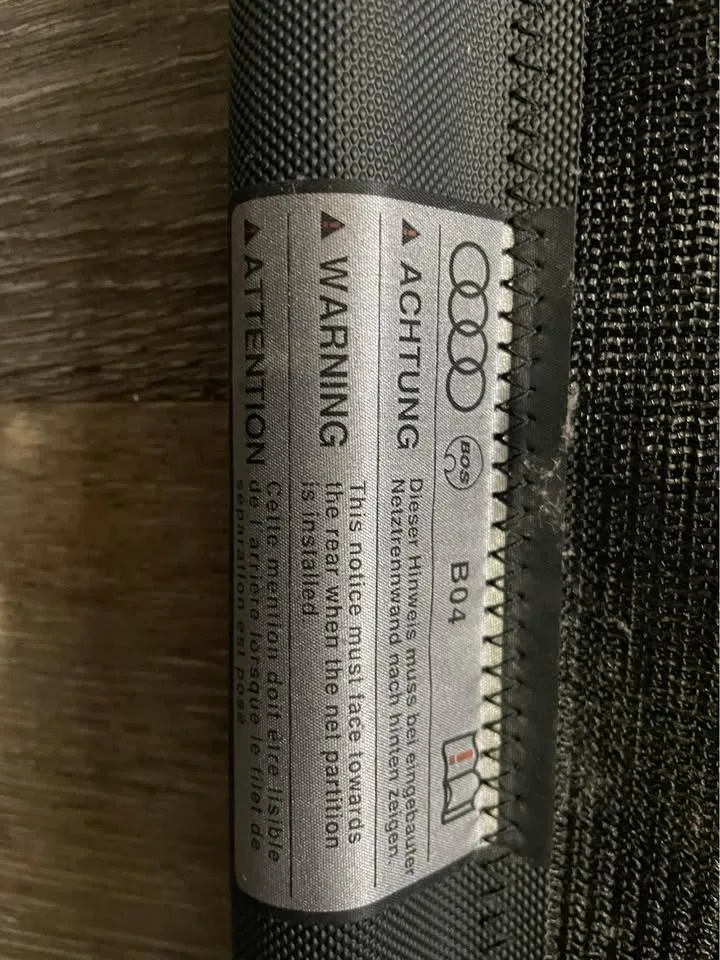 BOS B04
ACHTUNG Dieser Hinweis muss bei eingebauter
Netztrennwand nach hinten zeigen.
WARNING This notice must face towards
the rear when the net partition
is installed.
ATTENTION Cette mention doit être lisible
de l'arrière lorsque le filet de
séparation est posé